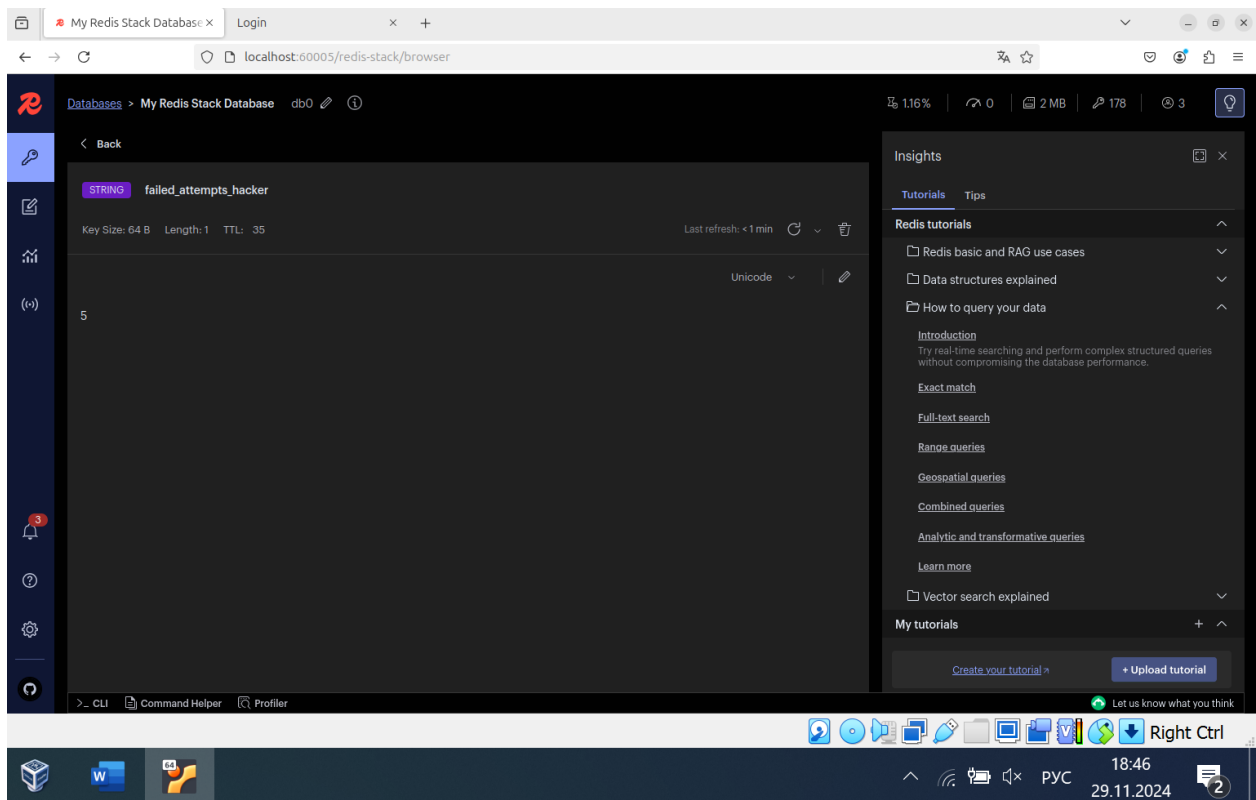 My Redis Stack Database
Login
localhost:60005/redis-stack/browser
Databases > My Redis Stack Database db0
1.16% 0 2 MB 178 3
< Back
STRING failed_attempts_hacker
Key Size: 64 B Length: 1 TTL: 35
Last refresh: < 1 min
Unicode
5
Insights
Tutorials Tips
Redis tutorials
Redis basic and RAG use cases
Data structures explained
How to query your data
Introduction
Try real-time searching and perform complex structured queries
without compromising the database performance.
Exact match
Full-text search
Range queries
Geospatial queries
Combined queries
Analytic and transformative queries
Learn more
Vector search explained
My tutorials
Create your tutorial
+ Upload tutorial
3
>_ CLI Command Helper Profiler
Let us know what you think
Right Ctrl
W
64
РУС
18:46
29.11.2024
2